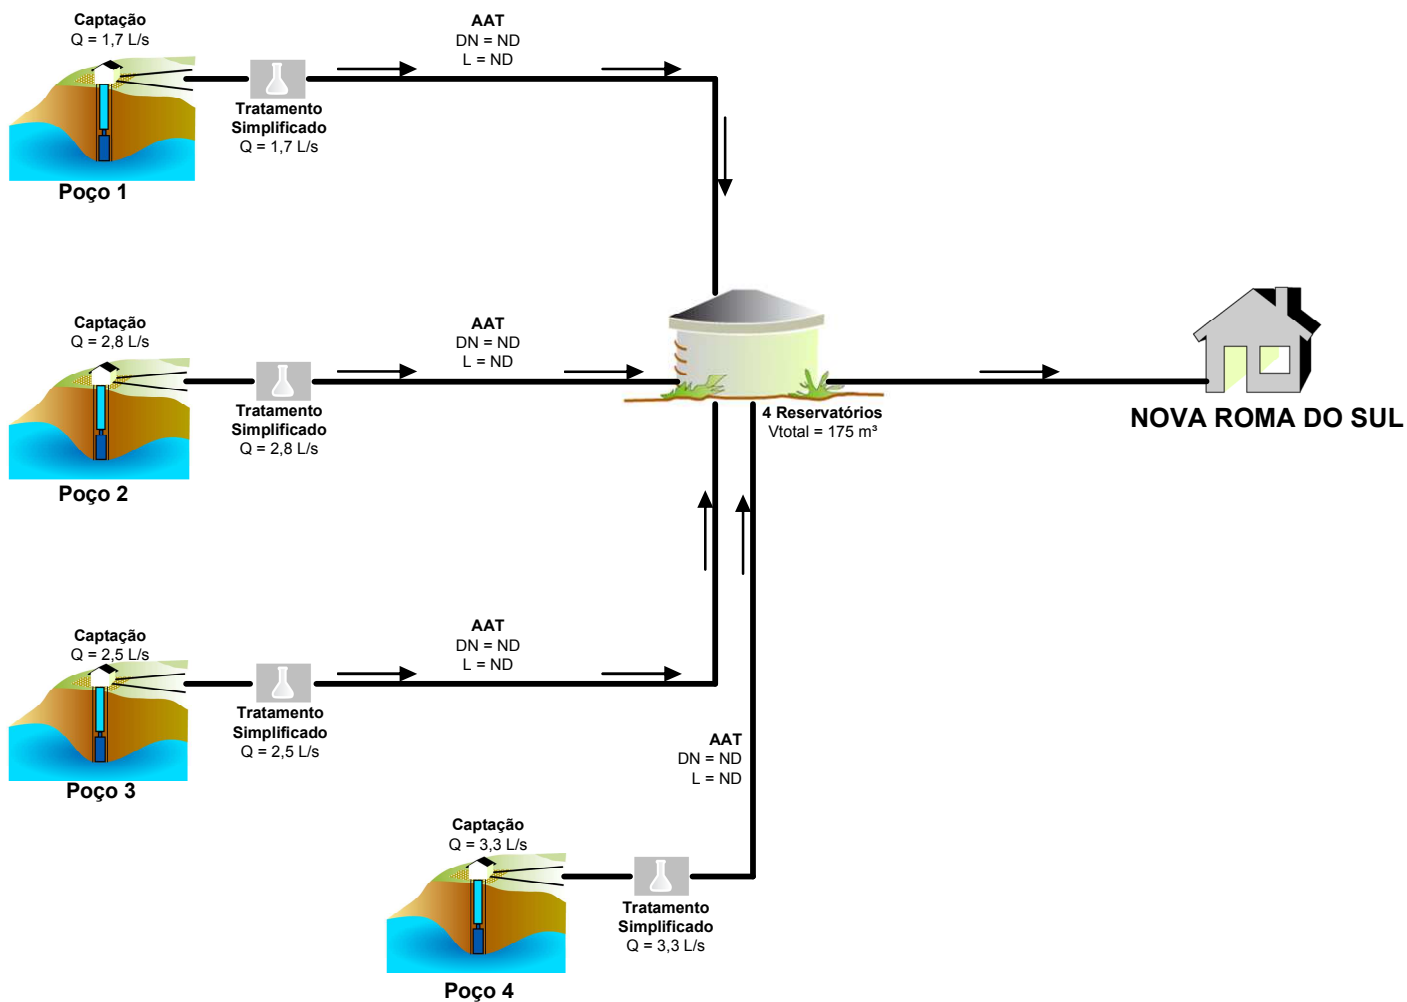 Captação
Q = 1,7 L/s
AAT
DN = ND
L = ND
Tratamento
Simplificado
Q = 1,7 L/s
Poço 1
Captação
Q = 2,8 L/s
AAT
DN = ND
L = ND
Tratamento
Simplificado
Q = 2,8 L/s
Poço 2
4 Reservatórios
Vtotal = 175 m³
NOVA ROMA DO SUL
Captação
Q = 2,5 L/s
AAT
DN = ND
L = ND
Tratamento
Simplificado
Q = 2,5 L/s
Poço 3
AAT
DN = ND
L = ND
Captação
Q = 3,3 L/s
Tratamento
Simplificado
Q = 3,3 L/s
Poço 4